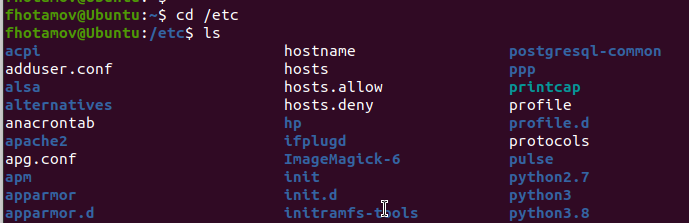 fhotamov@Ubuntu:~$ cd /etc
fhotamov@Ubuntu:/etc$ ls
acpi hostname postgresql-common
adduser.conf hosts ppp
alsa hosts.allow printcap
alternatives hosts.deny profile
anacrontab hp profile.d
apache2 ifplugd protocols
apg.conf ImageMagick-6 pulse
apm init python2.7
apparmor init.d python3
apparmor.d initramfs-tools python3.8